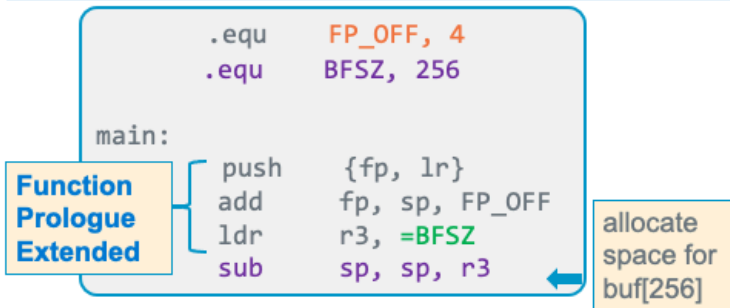 .equ FP_OFF, 4
.equ BFSZ, 256
main:
push {fp, lr}
add fp, sp, FP_OFF
ldr r3, =BFSZ
sub sp, sp, r3
Function
Prologue
Extended
allocate
space for
buf[256]